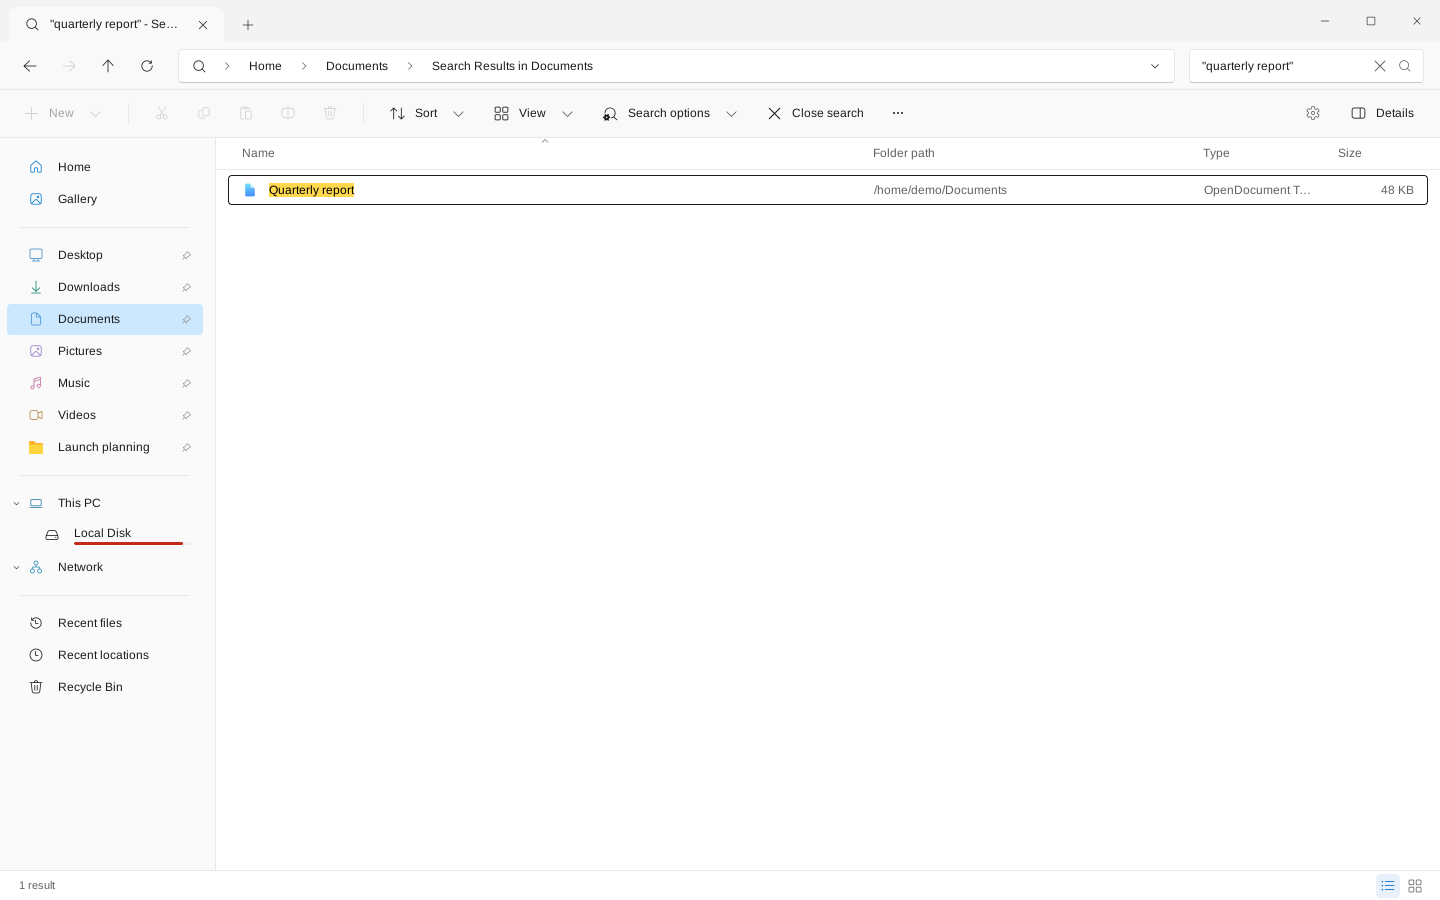 "quarterly report" - Se...
Home
Documents
Search Results in Documents
"quarterly report"
New
Sort
View
Search options
Close search
Details
Name
Folder path
Type
Size
Quarterly report
/home/demo/Documents
OpenDocument T...
48 KB
Home
Gallery
Desktop
Downloads
Documents
Pictures
Music
Videos
Launch planning
This PC
Local Disk
Network
Recent files
Recent locations
Recycle Bin
1 result